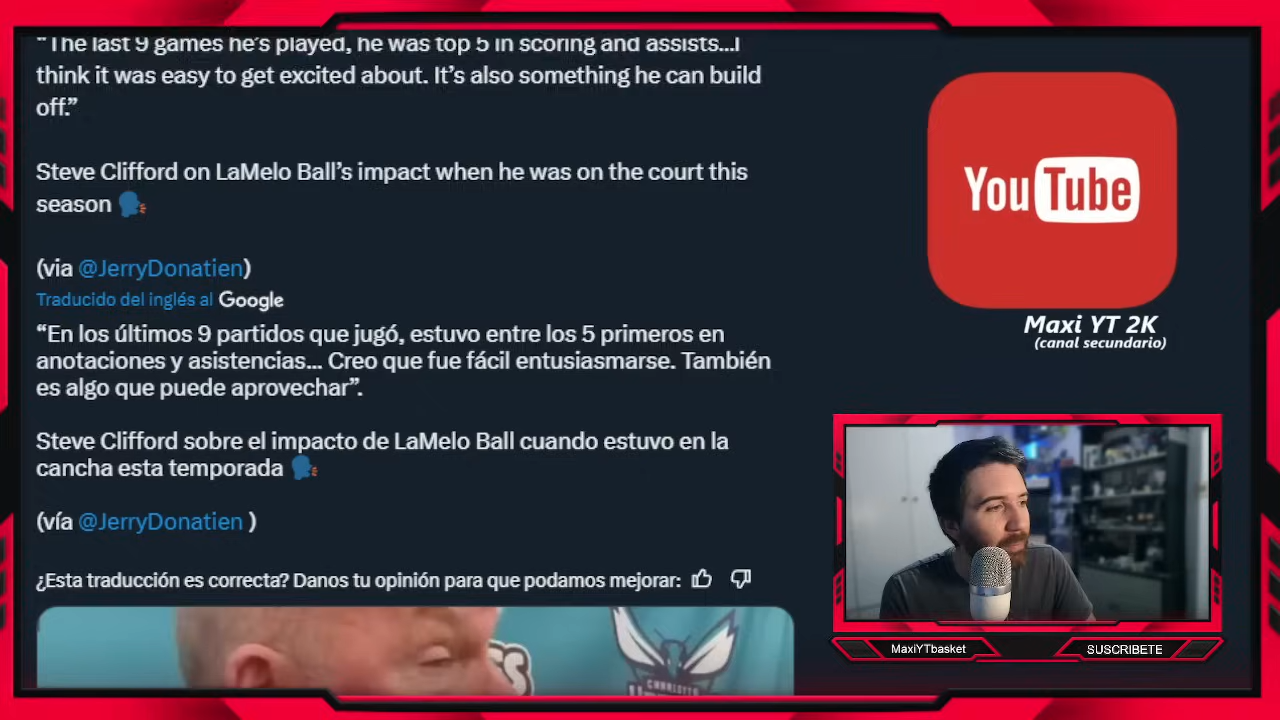 “The last 9 games he’s played, he was top 5 in scoring and assists...I
think it was easy to get excited about. It’s also something he can build
off.”
Steve Clifford on LaMelo Ball’s impact when he was on the court this
season
(via @JerryDonatien)
Traducido del inglés al Google
“En los últimos 9 partidos que jugó, estuvo entre los 5 primeros en
anotaciones y asistencias... Creo que fue fácil entusiasmarse. También
es algo que puede aprovechar”.
Steve Clifford sobre el impacto de LaMelo Ball cuando estuvo en la
cancha esta temporada
(vía @JerryDonatien )
¿Esta traducción es correcta? Danos tu opinión para que podamos mejorar:
CHARLOTTE
YouTube
Maxi YT 2K
(canal secundario)
MaxiYTbasket
SUSCRIBETE